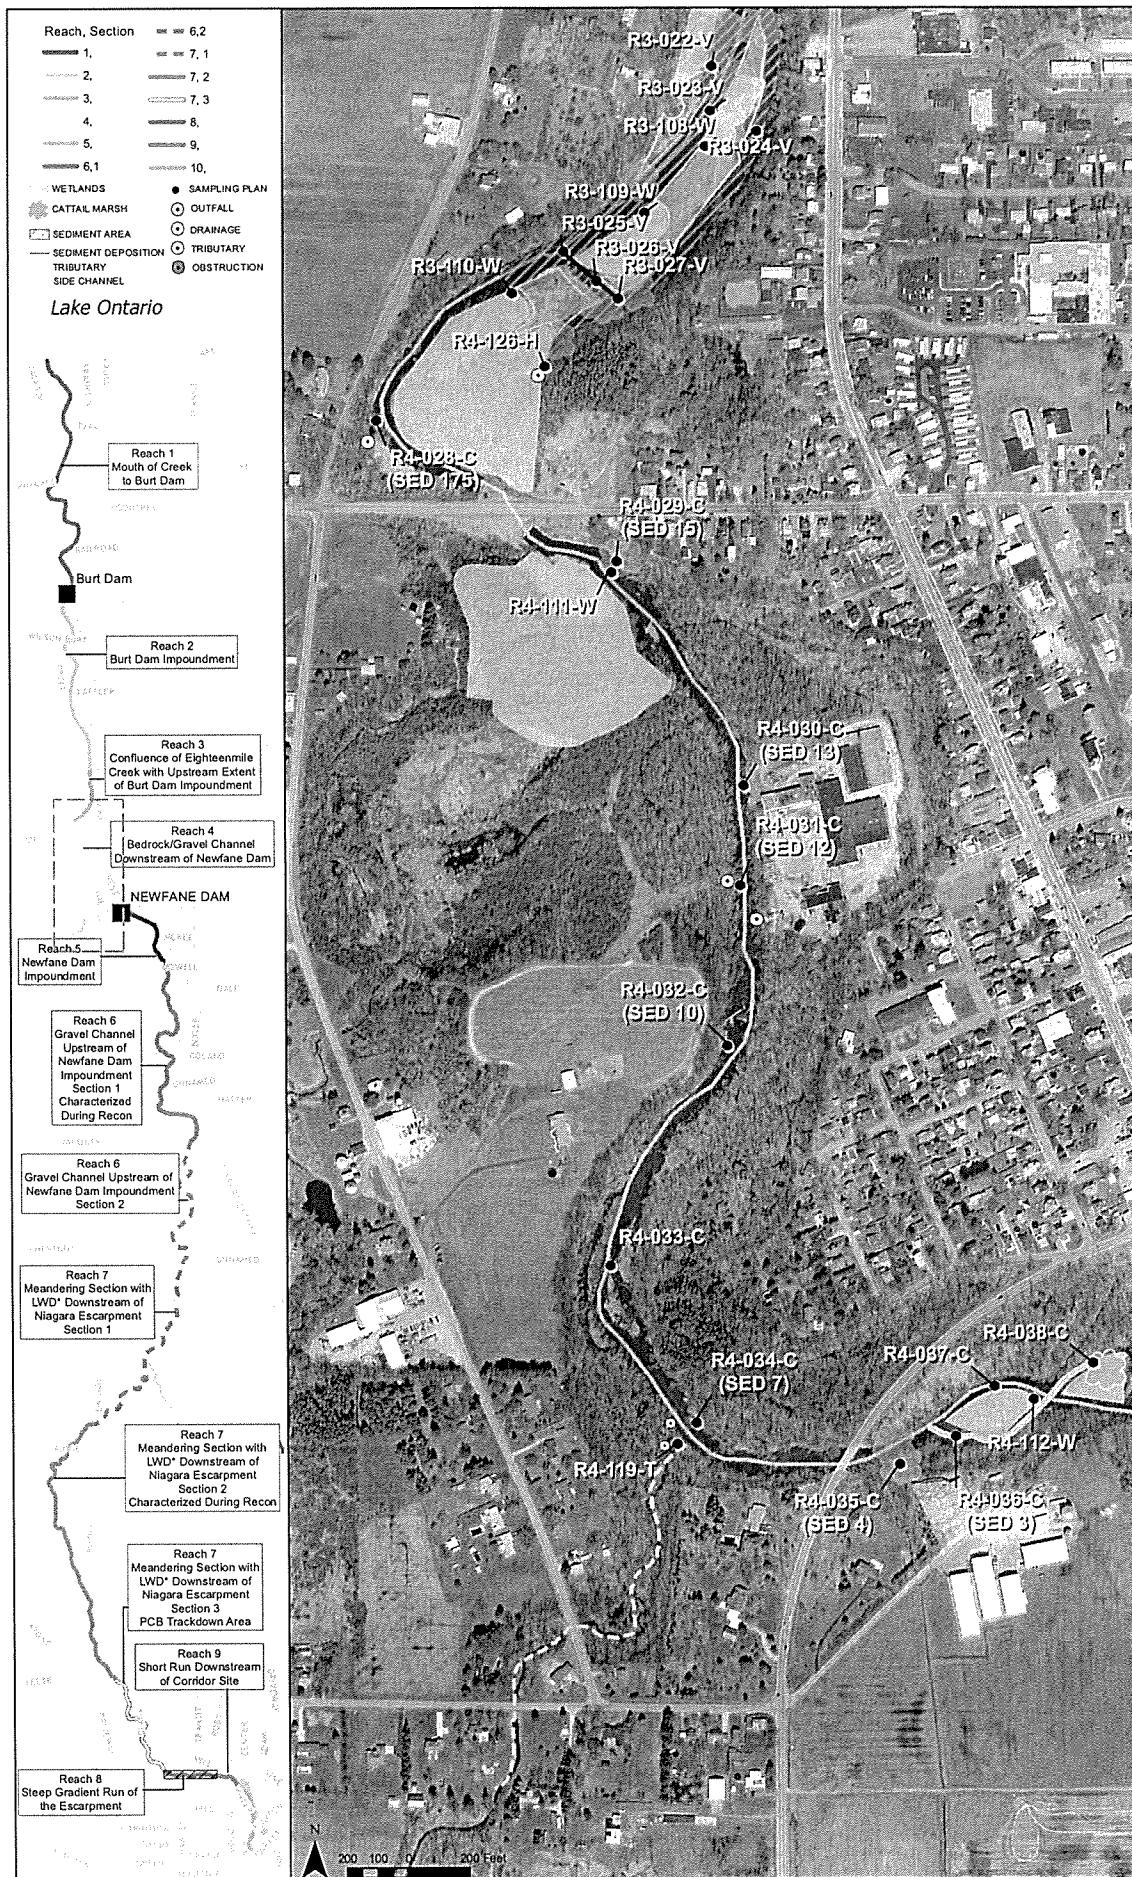 Reach, Section
1,
2,
3,
4,
5,
6,1
6,2
7, 1
7, 2
7, 3
8,
9,
10,
WETLANDS
CATTAIL MARSH
SEDIMENT AREA
SEDIMENT DEPOSITION
TRIBUTARY
SIDE CHANNEL
SAMPLING PLAN
OUTFALL
DRAINAGE
TRIBUTARY
OBSTRUCTION
Lake Ontario
Reach 1
Mouth of Creek
to Burt Dam
RAILROAD
Burt Dam
WILSON BURT
Reach 2
Burt Dam Impoundment
Reach 3
Confluence of Eighteenmile
Creek with Upstream Extent
of Burt Dam Impoundment
Reach 4
Bedrock/Gravel Channel
Downstream of Newfane Dam
NEWFANE DAM
Reach 5
Newfane Dam
Impoundment
Reach 6
Gravel Channel
Upstream of
Newfane Dam
Impoundment
Section 1
Characterized
During Recon
Reach 6
Gravel Channel Upstream of
Newfane Dam Impoundment
Section 2
UNNAMED
Reach 7
Meandering Section with
LWD* Downstream of
Niagara Escarpment
Section 1
Reach 7
Meandering Section with
LWD* Downstream of
Niagara Escarpment
Section 2
Characterized During Recon
Reach 7
Meandering Section with
LWD* Downstream of
Niagara Escarpment
Section 3
PCB Trackdown Area
Reach 9
Short Run Downstream
of Corridor Site
Reach 8
Steep Gradient Run of
the Escarpment
R3-022-V
R3-023-V
R3-108-W
R3-024-V
R3-109-W
R3-025-V
R3-026-V
R3-027-V
R3-110-W
R4-126-H
R4-028-C
(SED 175)
R4-029-C
(SED 15)
R4-111-W
R4-030-C
(SED 13)
R4-031-C
(SED 12)
R4-032-C
(SED 10)
R4-033-C
R4-038-C
R4-037-C
R4-034-C
(SED 7)
R4-112-W
R4-119-T
R4-035-C
(SED 4)
R4-036-C
(SED 3)
N
200 100 0 200 Feet